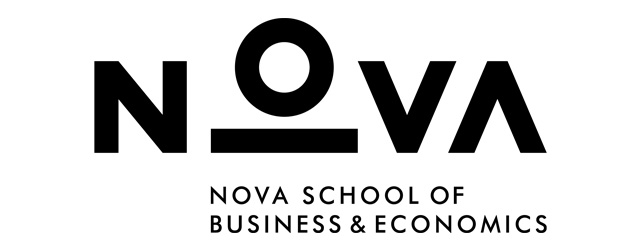 NOVA
NOVA SCHOOL OF
BUSINESS & ECONOMICS